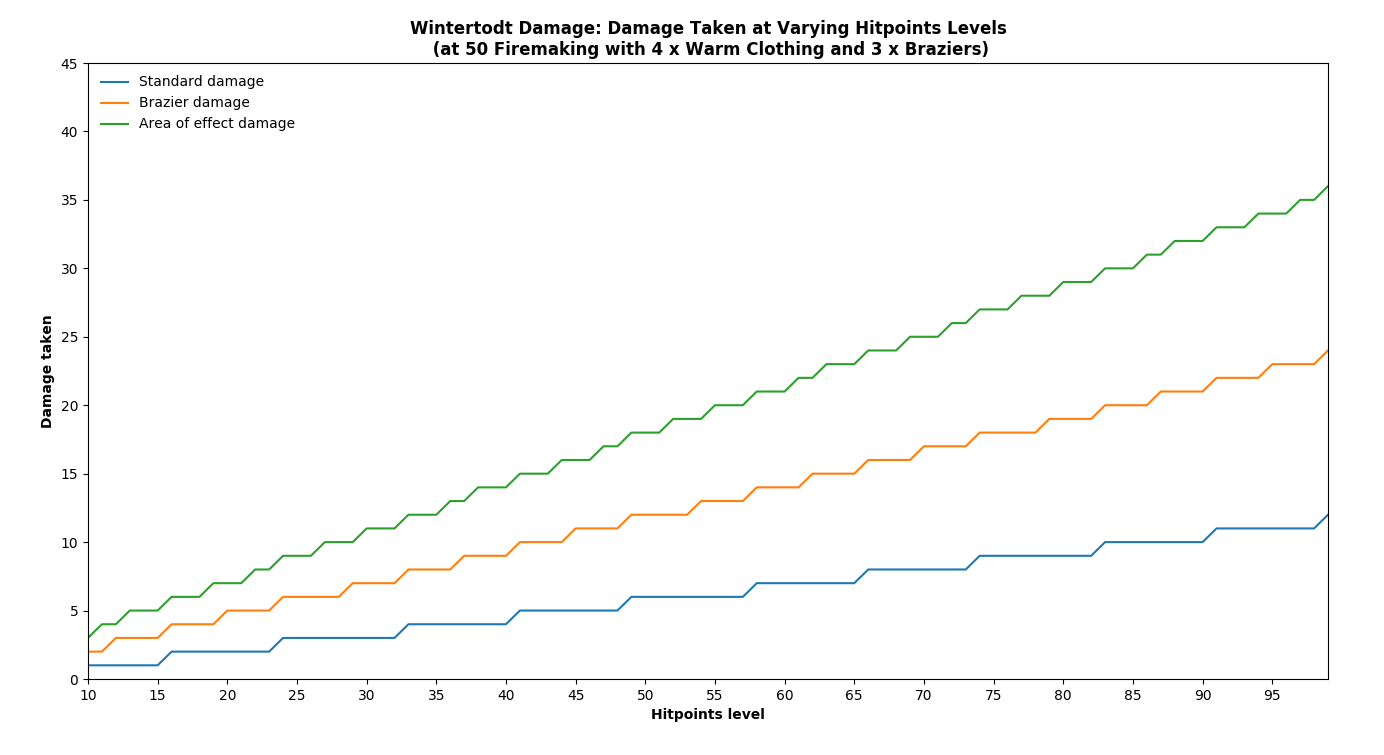 Wintertodt Damage: Damage Taken at Varying Hitpoints Levels
(at 50 Firemaking with 4 x Warm Clothing and 3 x Braziers)
Standard damage
Brazier damage
Area of effect damage
45
40
35
30
25
20
15
10
5
0
Damage taken
10 15 20 25 30 35 40 45 50 55 60 65 70 75 80 85 90 95
Hitpoints level